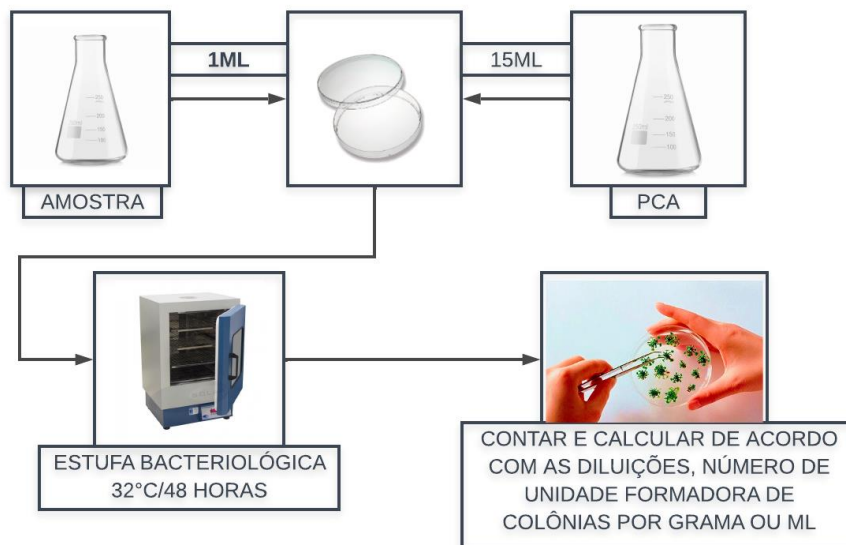 1ML
15ML
AMOSTRA
PCA
ESTUFA BACTERIOLÓGICA
32°C/48 HORAS
CONTAR E CALCULAR DE ACORDO
COM AS DILUIÇÕES, NÚMERO DE
UNIDADE FORMADORA DE
COLÔNIAS POR GRAMA OU ML